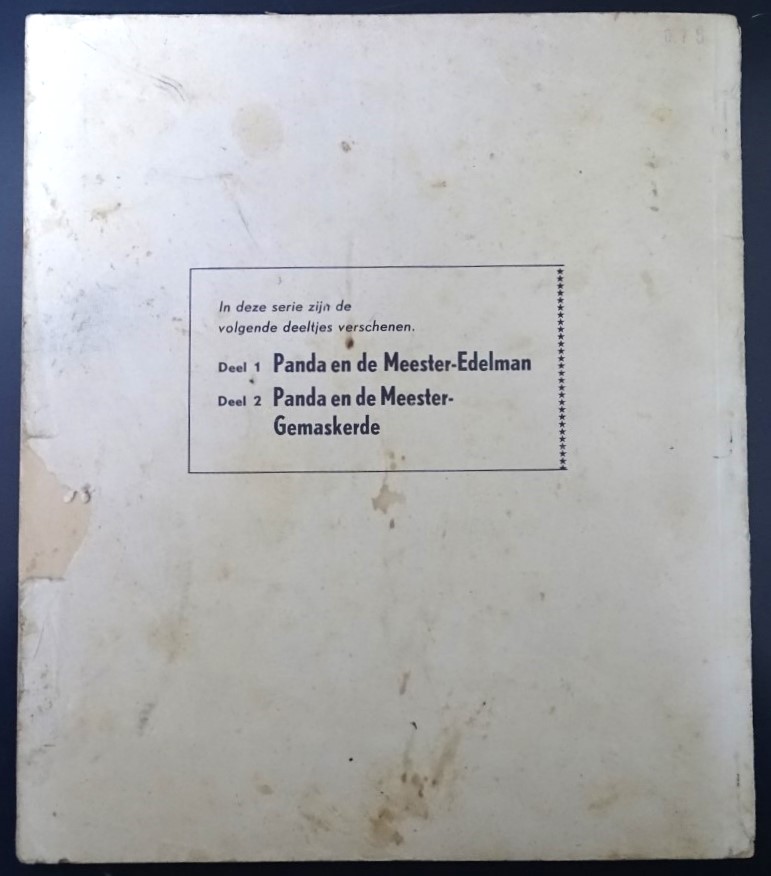 In deze serie zijn de
volgende deeltjes verschenen.
Deel 1 Panda en de Meester-Edelman
Deel 2 Panda en de Meester-
Gemaskerde